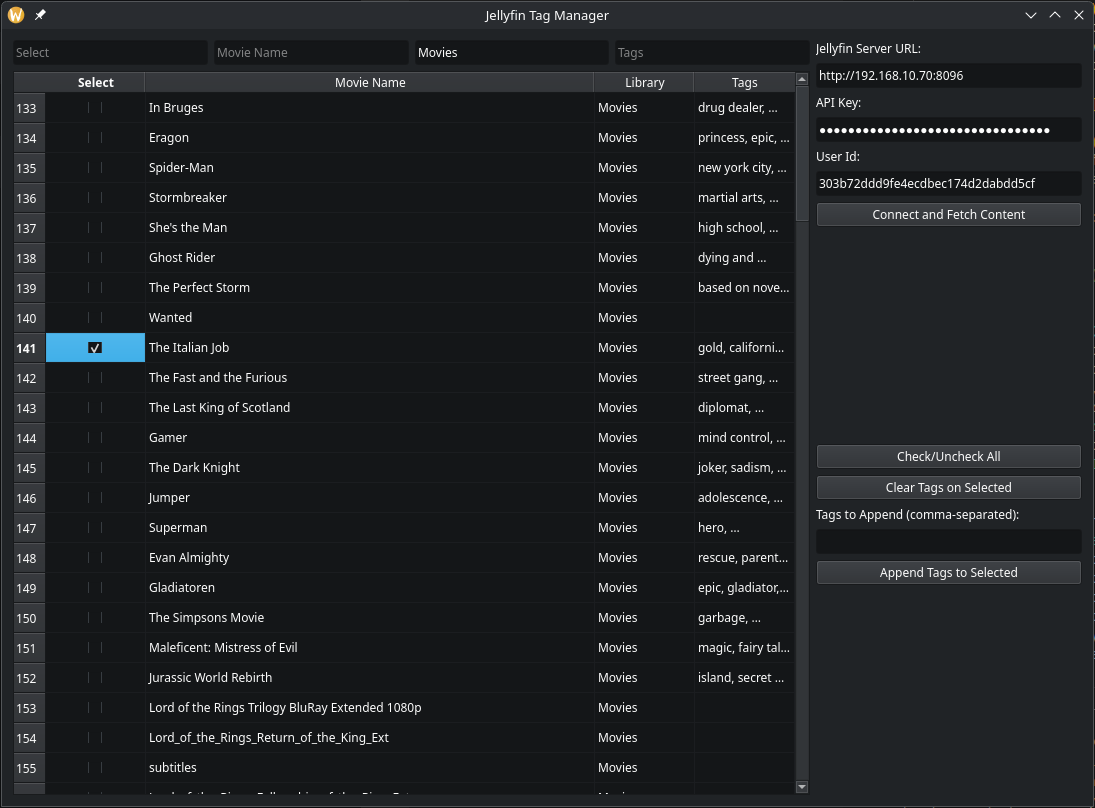 Jellyfin Tag Manager
Select Movie Name Movies Tags
Select Movie Name Library Tags
133 In Bruges Movies drug dealer, ...
134 Eragon Movies princess, epic, ...
135 Spider-Man Movies new york city, ...
136 Stormbreaker Movies martial arts, ...
137 She's the Man Movies high school, ...
138 Ghost Rider Movies dying and ...
139 The Perfect Storm Movies based on nove...
140 Wanted Movies
141 The Italian Job Movies gold, californi...
142 The Fast and the Furious Movies street gang, ...
143 The Last King of Scotland Movies diplomat, ...
144 Gamer Movies mind control, ...
145 The Dark Knight Movies joker, sadism, ...
146 Jumper Movies adolescence, ...
147 Superman Movies hero, ...
148 Evan Almighty Movies rescue, parent...
149 Gladiatoren Movies epic, gladiator,...
150 The Simpsons Movie Movies garbage, ...
151 Maleficent: Mistress of Evil Movies magic, fairy tal...
152 Jurassic World Rebirth Movies island, secret ...
153 Lord of the Rings Trilogy BluRay Extended 1080p Movies
154 Lord_of_the_Rings_Return_of_the_King_Ext Movies
155 subtitles Movies
Jellyfin Server URL:
http://192.168.10.70:8096
API Key:
●●●●●●●●●●●●●●●●●●●●●●●●●●●●●●●●
User Id:
303b72ddd9fe4ecdbec174d2dabdd5cf
Connect and Fetch Content
Check/Uncheck All
Clear Tags on Selected
Tags to Append (comma-separated):
Append Tags to Selected